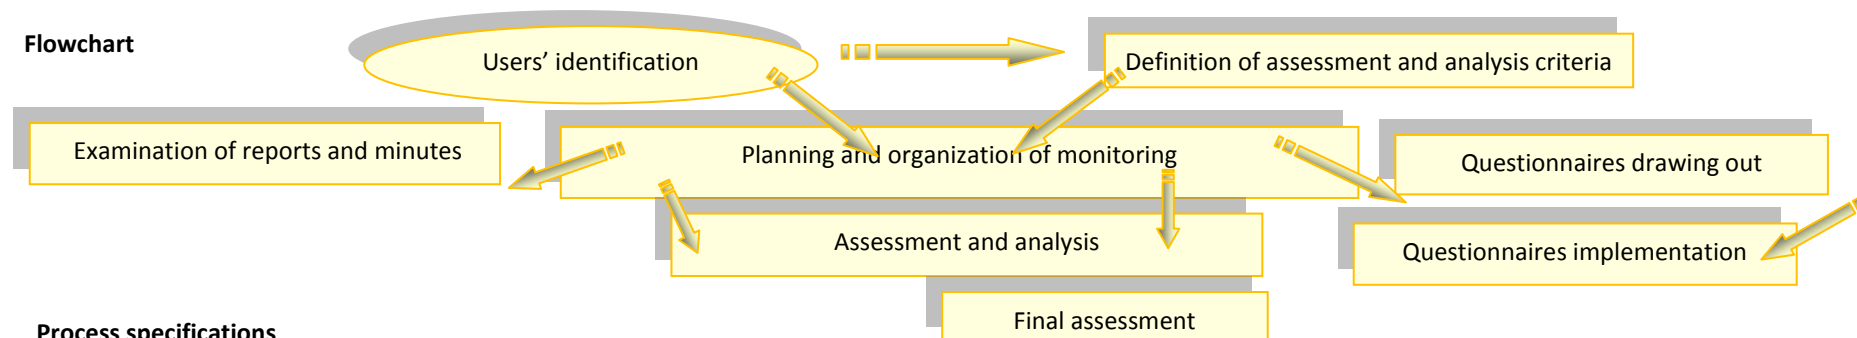 Flowchart
Users’ identification
Definition of assessment and analysis criteria
Examination of reports and minutes
Planning and organization of monitoring
Questionnaires drawing out
Assessment and analysis
Questionnaires implementation
Final assessment
Process specifications